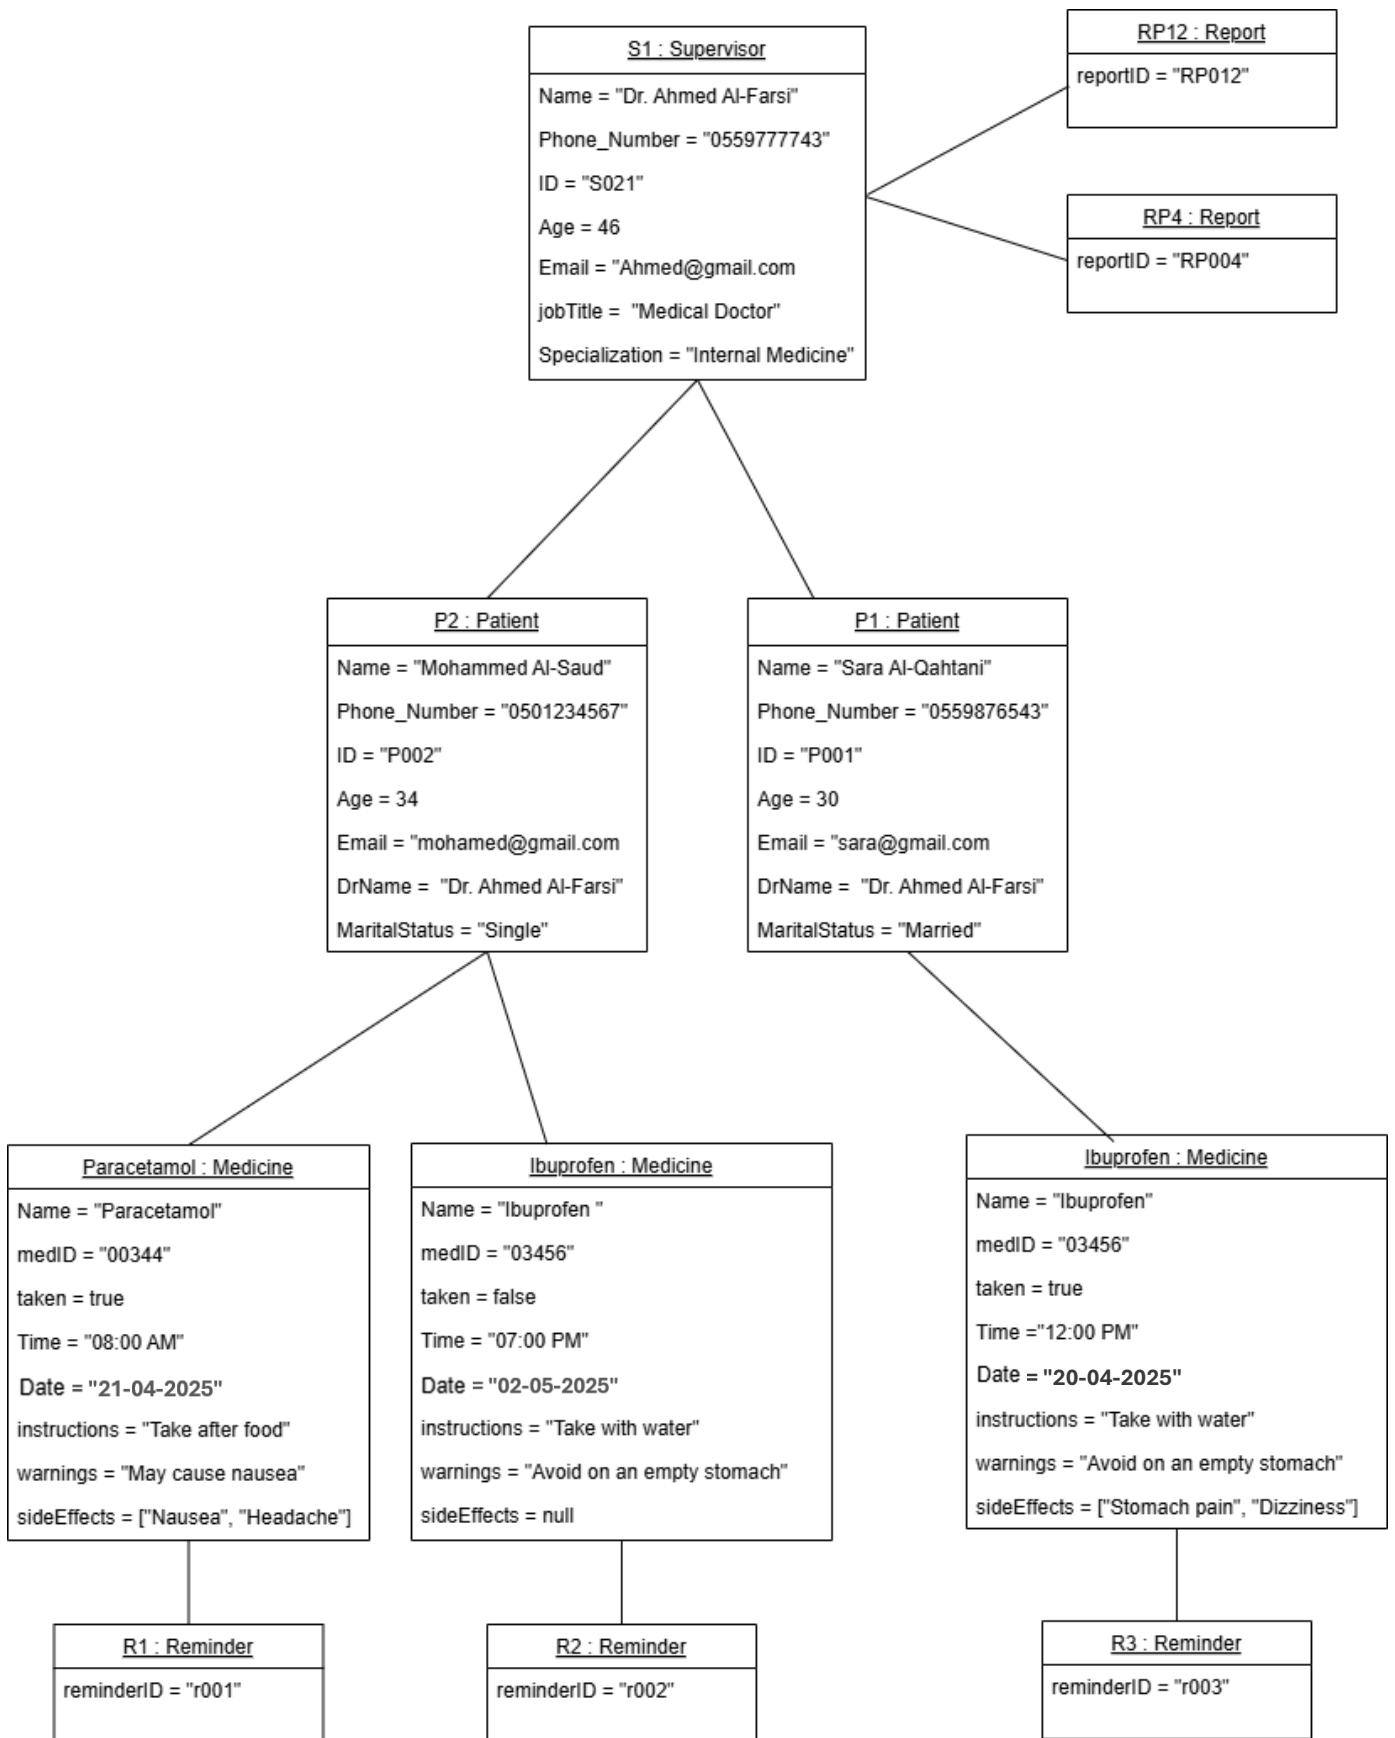 S1 : Supervisor
Name = "Dr. Ahmed Al-Farsi"
Phone_Number = "0559777743"
ID = "S021"
Age = 46
Email = "Ahmed@gmail.com
jobTitle =  "Medical Doctor"
Specialization = "Internal Medicine"
RP12 : Report
reportID = "RP012"
RP4 : Report
reportID = "RP004"
P2 : Patient
Name = "Mohammed Al-Saud"
Phone_Number = "0501234567"
ID = "P002"
Age = 34
Email = "mohamed@gmail.com
DrName =  "Dr. Ahmed Al-Farsi"
MaritalStatus = "Single"
P1 : Patient
Name = "Sara Al-Qahtani"
Phone_Number = "0559876543"
ID = "P001"
Age = 30
Email = "sara@gmail.com
DrName =  "Dr. Ahmed Al-Farsi"
MaritalStatus = "Married"
Paracetamol : Medicine
Name = "Paracetamol"
medID = "00344"
taken = true
Time = "08:00 AM"
Date = "21-04-2025"
instructions = "Take after food"
warnings = "May cause nausea"
sideEffects = ["Nausea", "Headache"]
Ibuprofen : Medicine
Name = "Ibuprofen "
medID = "03456"
taken = false
Time = "07:00 PM"
Date = "02-05-2025"
instructions = "Take with water"
warnings = "Avoid on an empty stomach"
sideEffects = null
Ibuprofen : Medicine
Name = "Ibuprofen"
medID = "03456"
taken = true
Time ="12:00 PM"
Date = "20-04-2025"
instructions = "Take with water"
warnings = "Avoid on an empty stomach"
sideEffects = ["Stomach pain", "Dizziness"]
R1 : Reminder
reminderID = "r001"
R2 : Reminder
reminderID = "r002"
R3 : Reminder
reminderID = "r003"